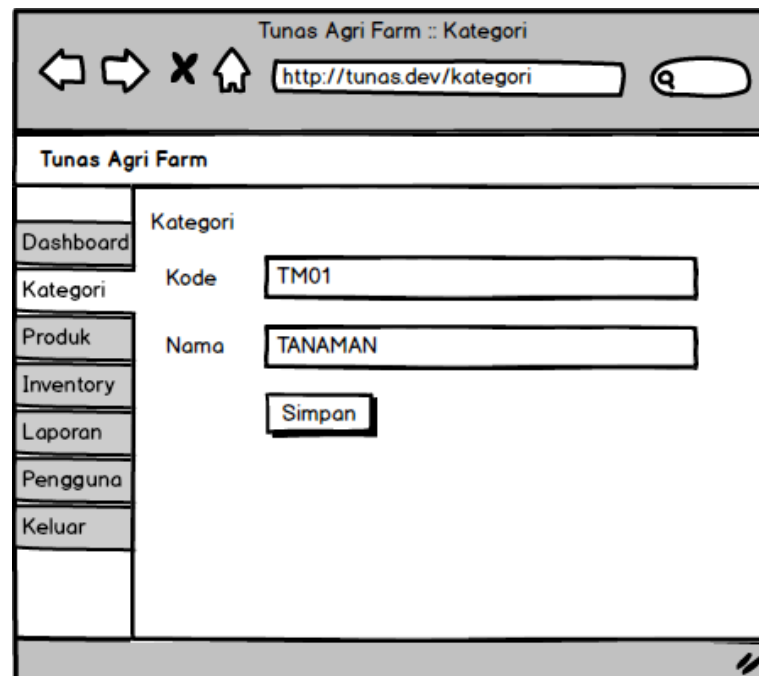 Tunas Agri Farm :: Kategori
http://tunas.dev/kategori
Tunas Agri Farm
Dashboard
Kategori
Produk
Inventory
Laporan
Pengguna
Keluar
Kategori
Kode TM01
Nama TANAMAN
Simpan